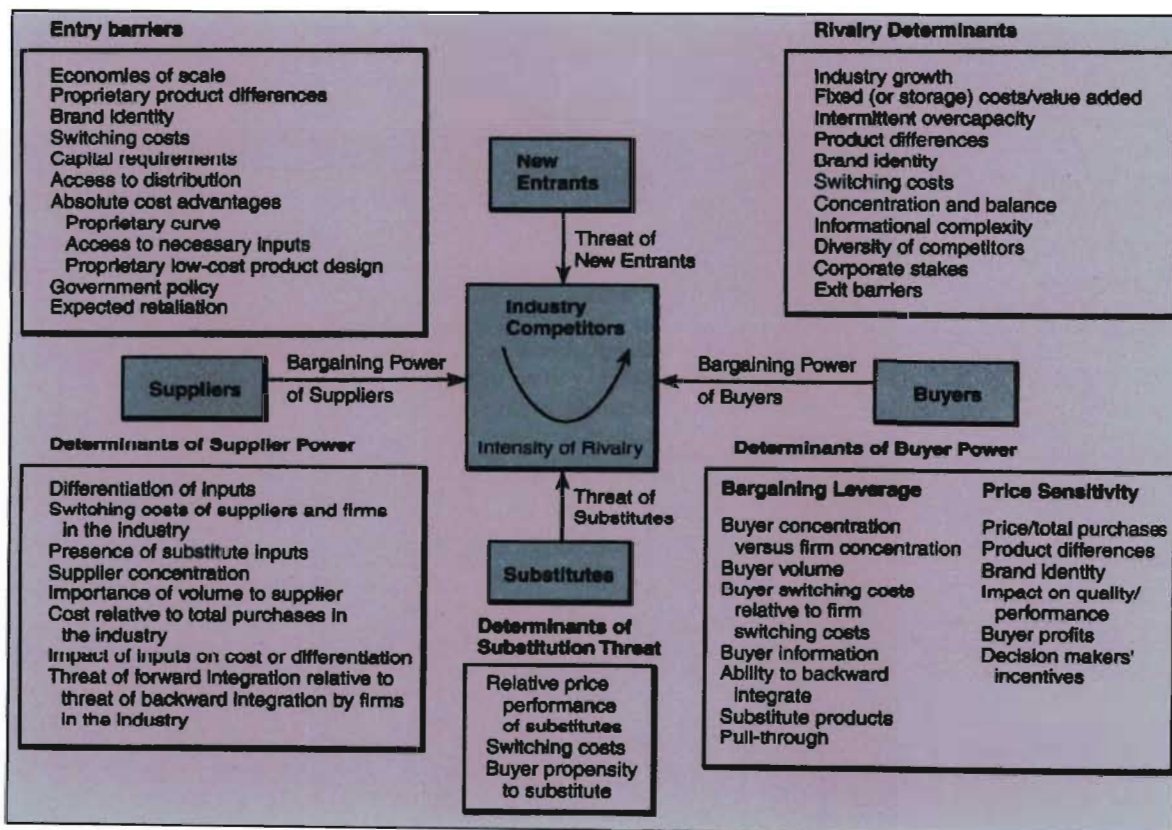 Entry barriers
Economies of scale
Proprietary product differences
Brand Identity
Switching costs
Capital requirements
Access to distribution
Absolute cost advantages
Proprietary curve
Access to necessary inputs
Proprietary low-cost product design
Government policy
Expected retaliation
Rivalry Determinants
Industry growth
Fixed (or storage) costs/value added
Intermittent overcapacity
Product differences
Brand identity
Switching costs
Concentration and balance
Informational complexity
Diversity of competitors
Corporate stakes
Exit barriers
New
Entrants
Threat of
New Entrants
Industry
Competitors
Intensity of Rivalry
Suppliers
Bargaining Power
of Suppliers
Bargaining Power
of Buyers
Buyers
Threat of
Substitutes
Substitutes
Determinants of Supplier Power
Differentiation of Inputs
Switching costs of suppliers and firms
in the industry
Presence of substitute inputs
Supplier concentration
Importance of volume to supplier
Cost relative to total purchases in
the industry
Impact of inputs on cost or differentiation
Threat of forward integration relative to
threat of backward integration by firms
in the industry
Determinants of
Substitution Threat
Relative price
performance
of substitutes
Switching costs
Buyer propensity
to substitute
Determinants of Buyer Power
Bargaining Leverage
Buyer concentration
versus firm concentration
Buyer volume
Buyer switching costs
relative to firm
switching costs
Buyer information
Ability to backward
integrate
Substitute products
Pull-through
Price Sensitivity
Price/total purchases
Product differences
Brand identity
Impact on quality/
performance
Buyer profits
Decision makers'
incentives